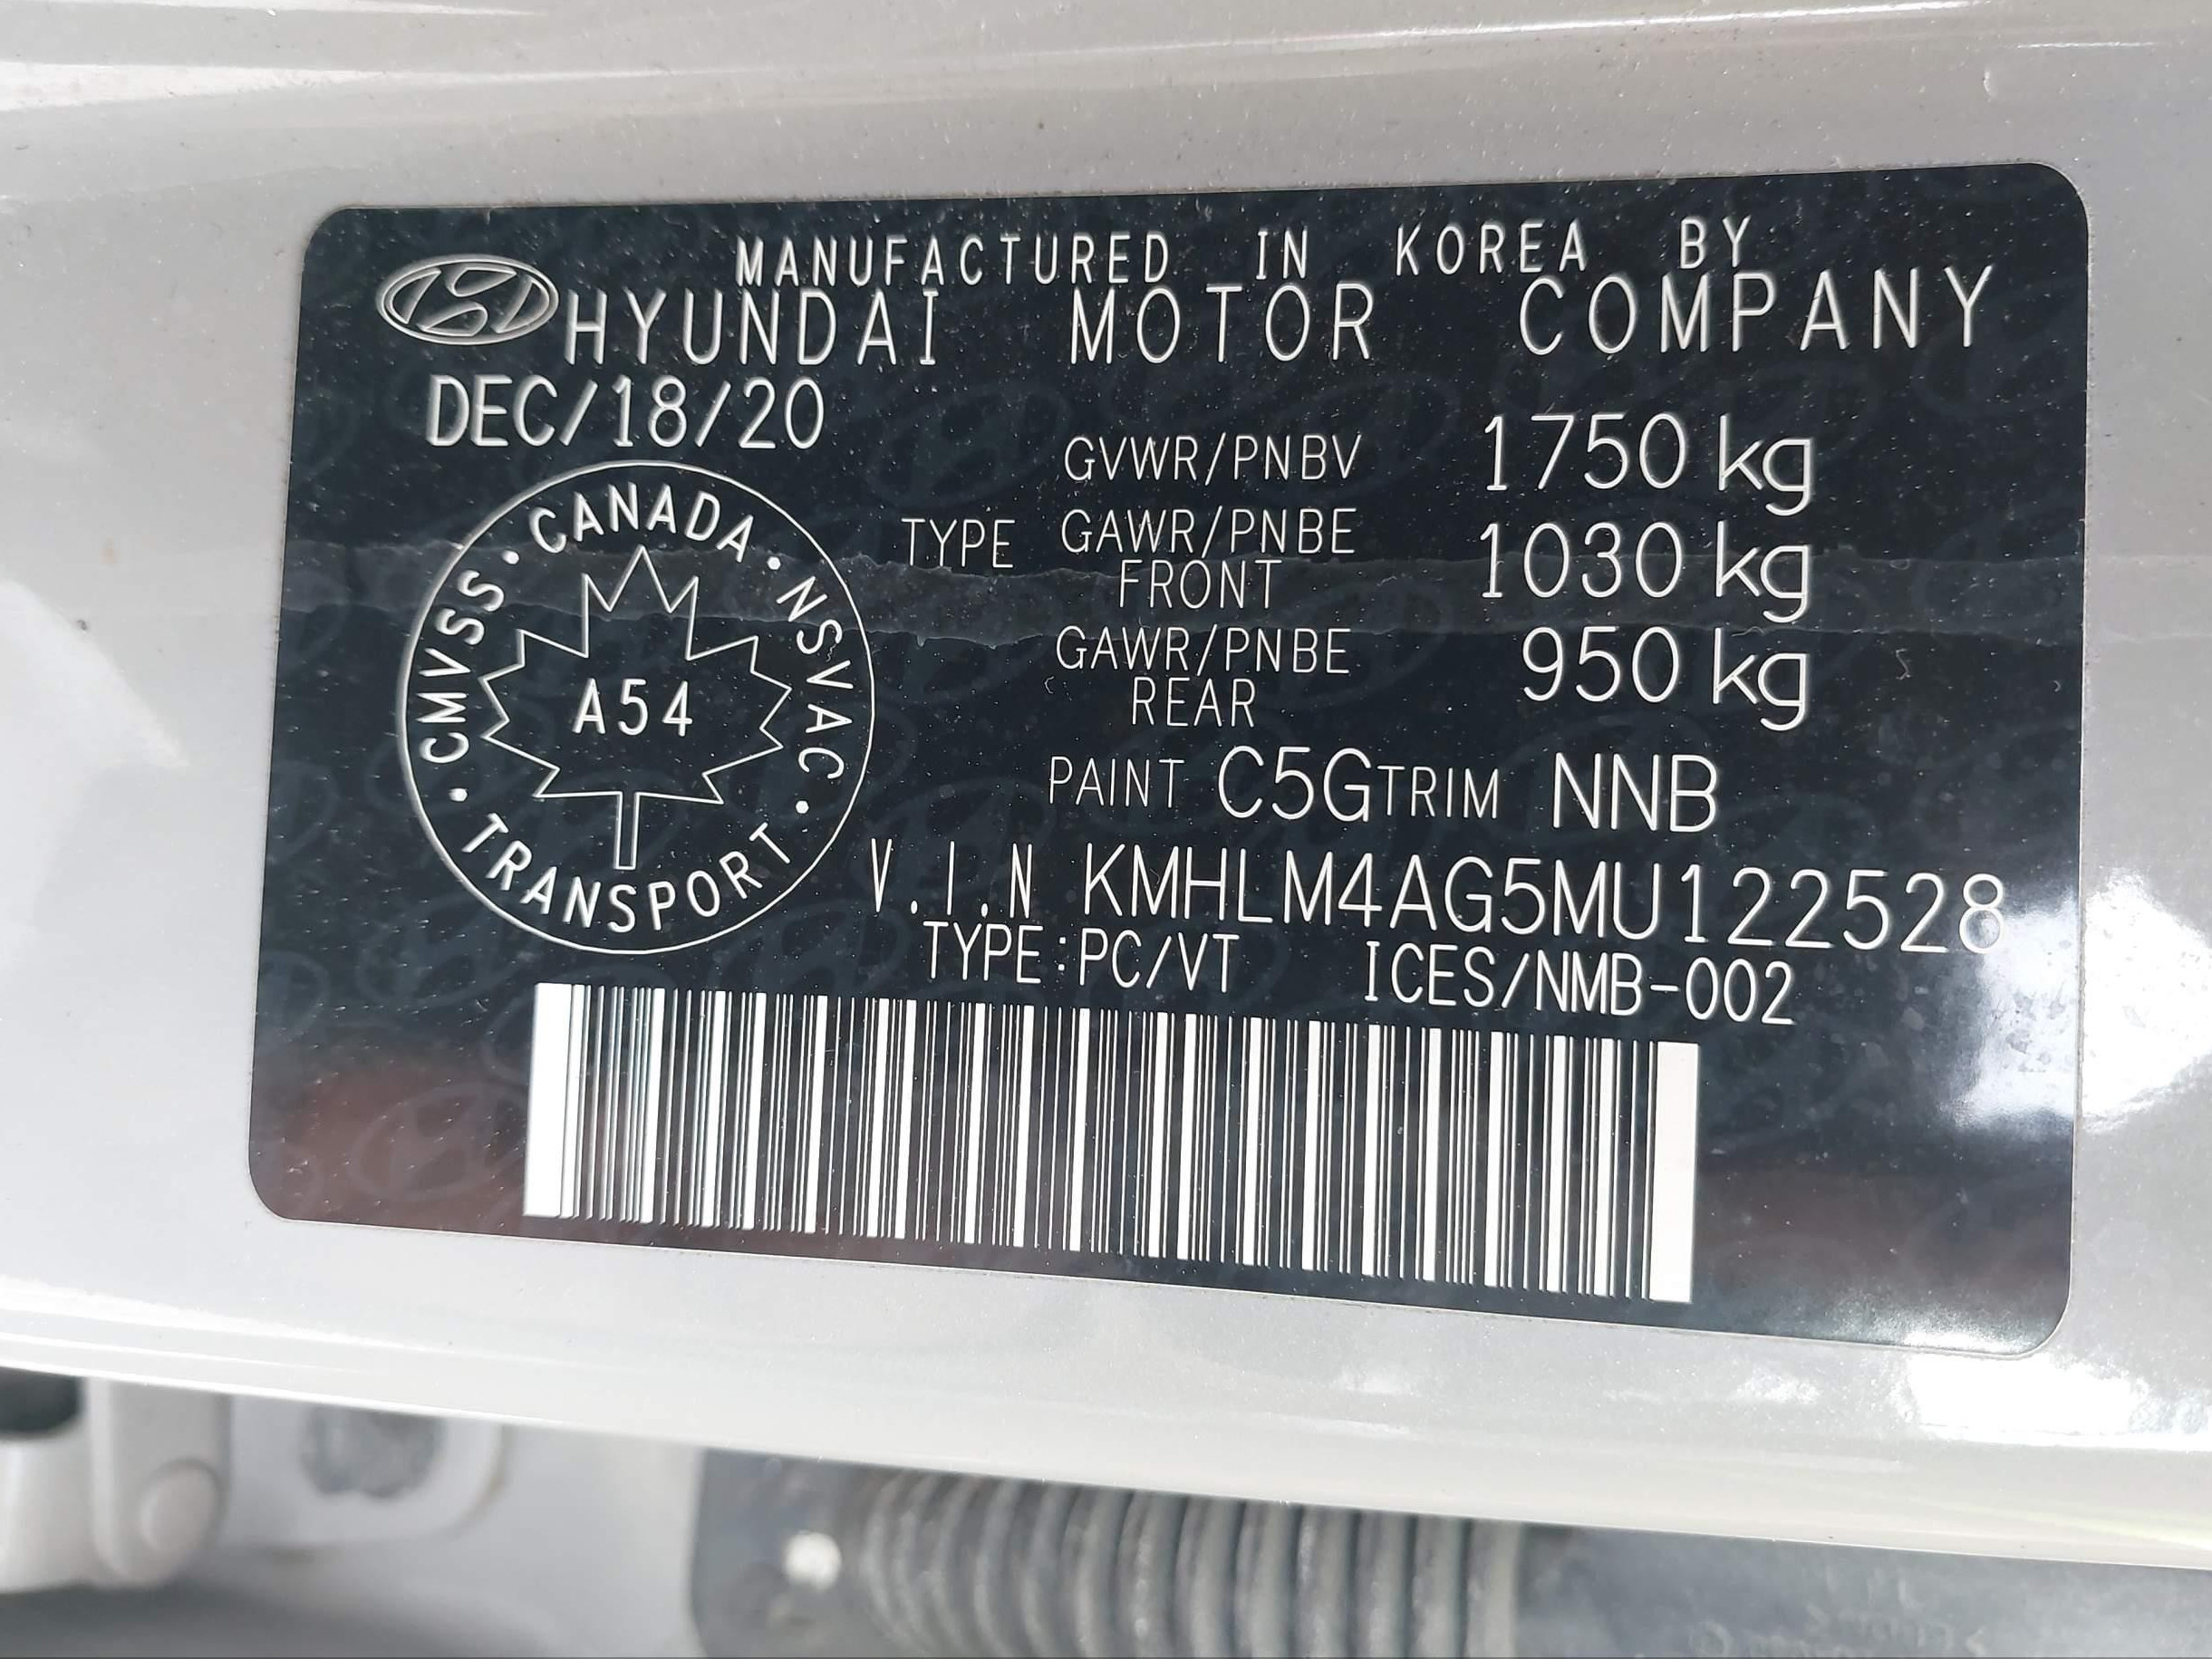 MANUFACTURED IN KOREA BY
HYUNDAI MOTOR COMPANY
DEC/18/20
GVWR/PNBV 1750 kg
TYPE GAWR/PNBE FRONT 1030 kg
GAWR/PNBE REAR 950 kg
CMVSS · CANADA · NSVAC · TRANSPORT ·
A54
PAINT C5G TRIM NNB
V.I.N KMHLM4AG5MU122528
TYPE:PC/VT ICES/NMB-002